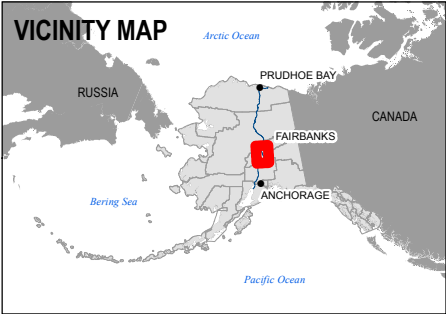 VICINITY MAP
Arctic Ocean
PRUDHOE BAY
RUSSIA
CANADA
FAIRBANKS
ANCHORAGE
Bering Sea
Pacific Ocean